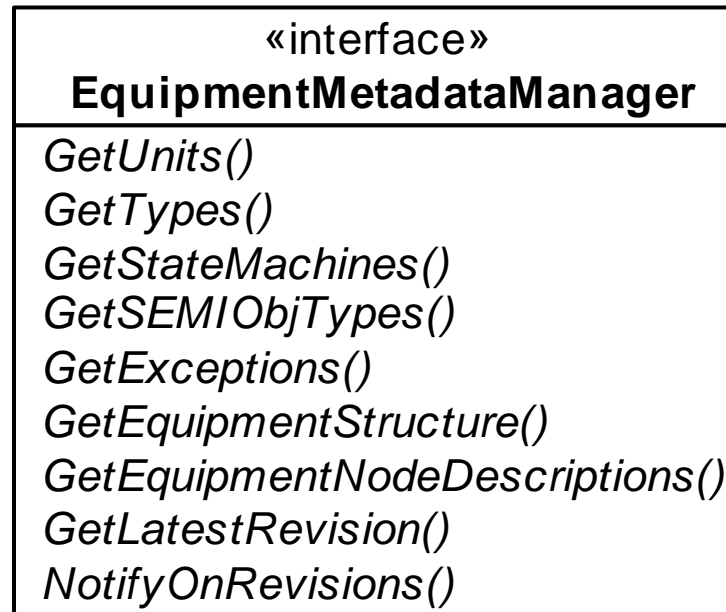 «interface»
EquipmentMetadataManager
GetUnits()
GetTypes()
GetStateMachines()
GetSEMIObjTypes()
GetExceptions()
GetEquipmentStructure()
GetEquipmentNodeDescriptions()
GetLatestRevision()
NotifyOnRevisions()